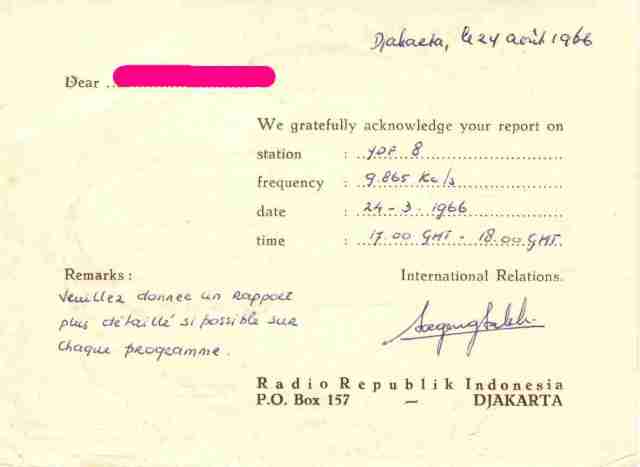 Djakarta, le 24 août 1966
Dear
We gratefully acknowledge your report on
station : YDF 8
frequency : 9.865 Kc/s
date : 24-3-1966
time : 17.00 GMT - 18.00 GMT.
Remarks :
Veuillez donner un rapport
plus détaillé si possible sur
chaque programme.
International Relations.
Radio Republik Indonesia
P.O. Box 157 — DJAKARTA